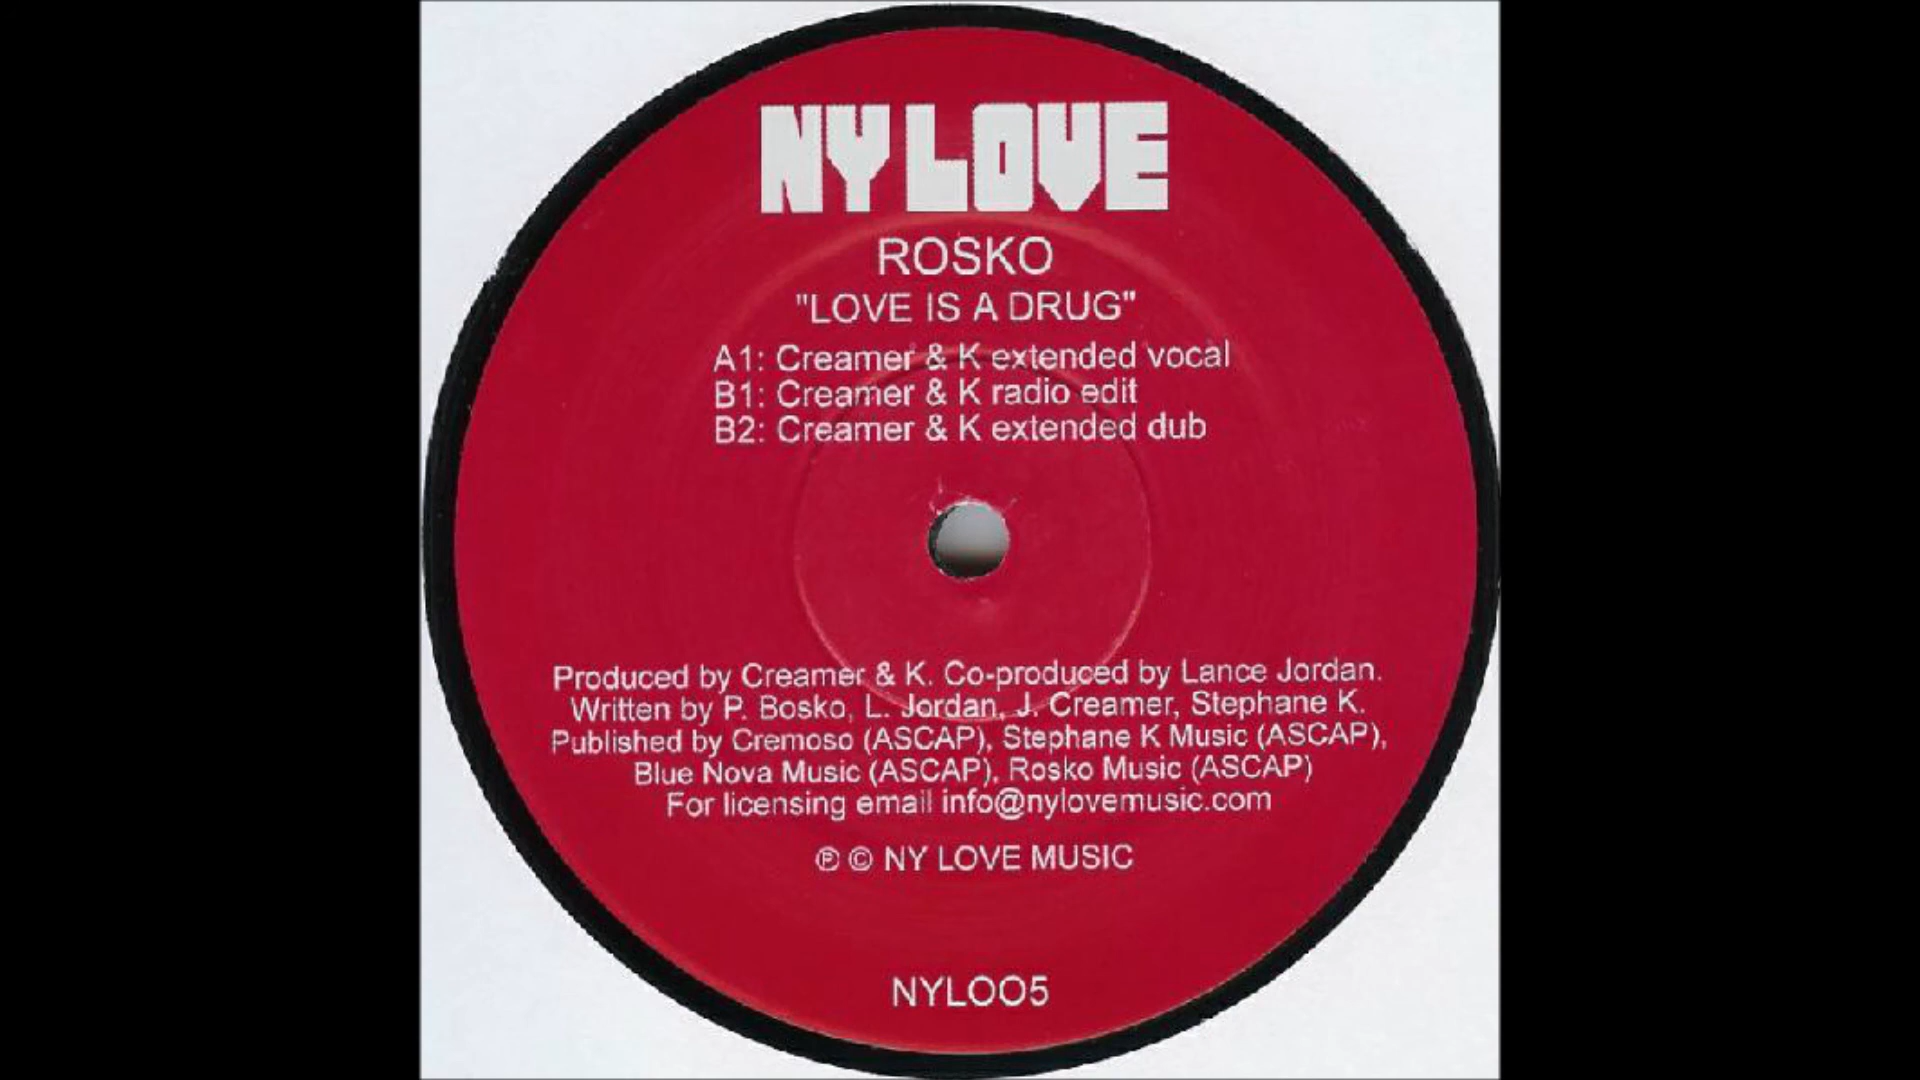 NY LOVE
ROSKO
"LOVE IS A DRUG"
A1: Creamer & K extended vocal
B1: Creamer & K radio edit
B2: Creamer & K extended dub
Produced by Creamer & K. Co-produced by Lance Jordan.
Written by P. Bosko, L. Jordan, J. Creamer, Stephane K.
Published by Cremoso (ASCAP), Stephane K Music (ASCAP),
Blue Nova Music (ASCAP), Rosko Music (ASCAP)
For licensing email info@nylovemusic.com
℗ © NY LOVE MUSIC
NYLOO5